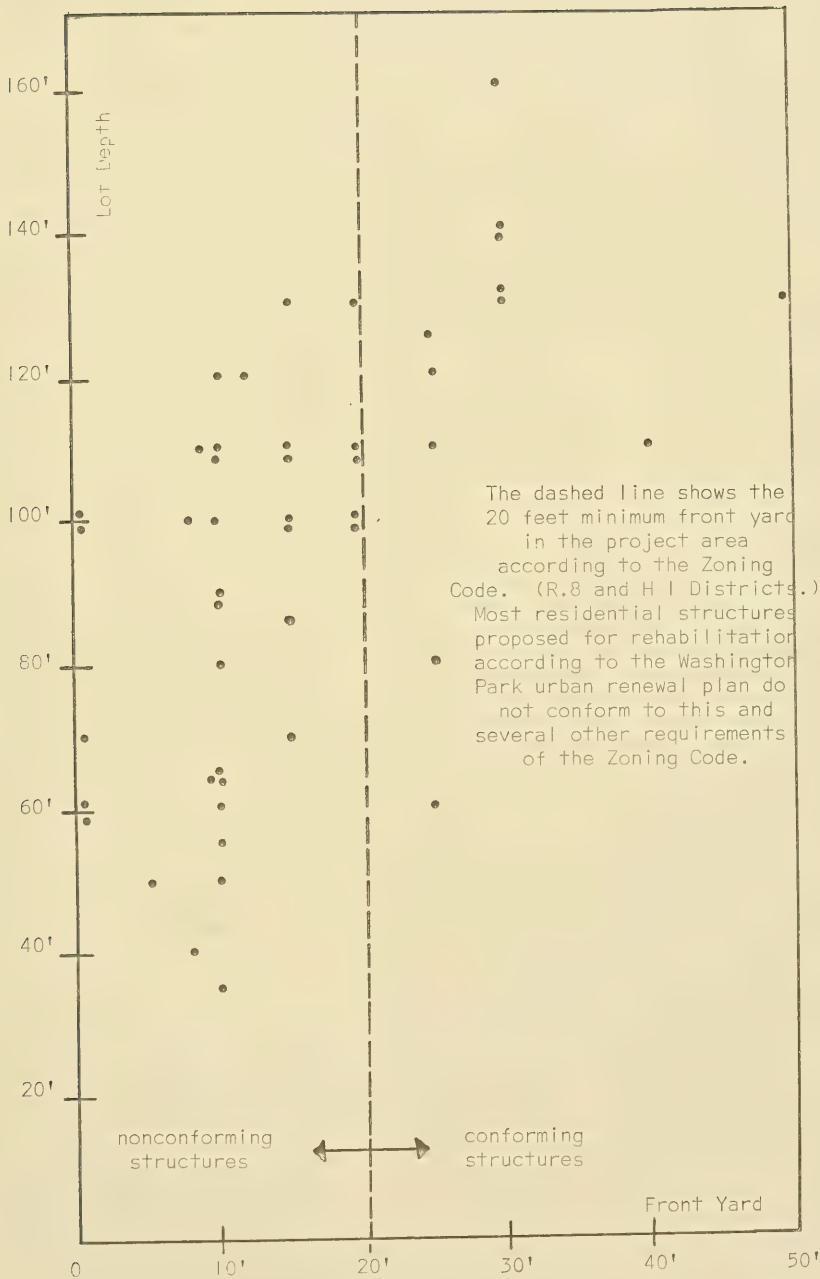 160'
Lot Depth
140'
120'
100'
80'
60'
40'
20'
The dashed line shows the
20 feet minimum front yard
in the project area
according to the Zoning
Code. (R.8 and H I Districts.)
Most residential structures
proposed for rehabilitation
according to the Washington
Park urban renewal plan do
not conform to this and
several other requirements
of the Zoning Code.
nonconforming
structures
conforming
structures
Front Yard
0 10' 20' 30' 40' 50'